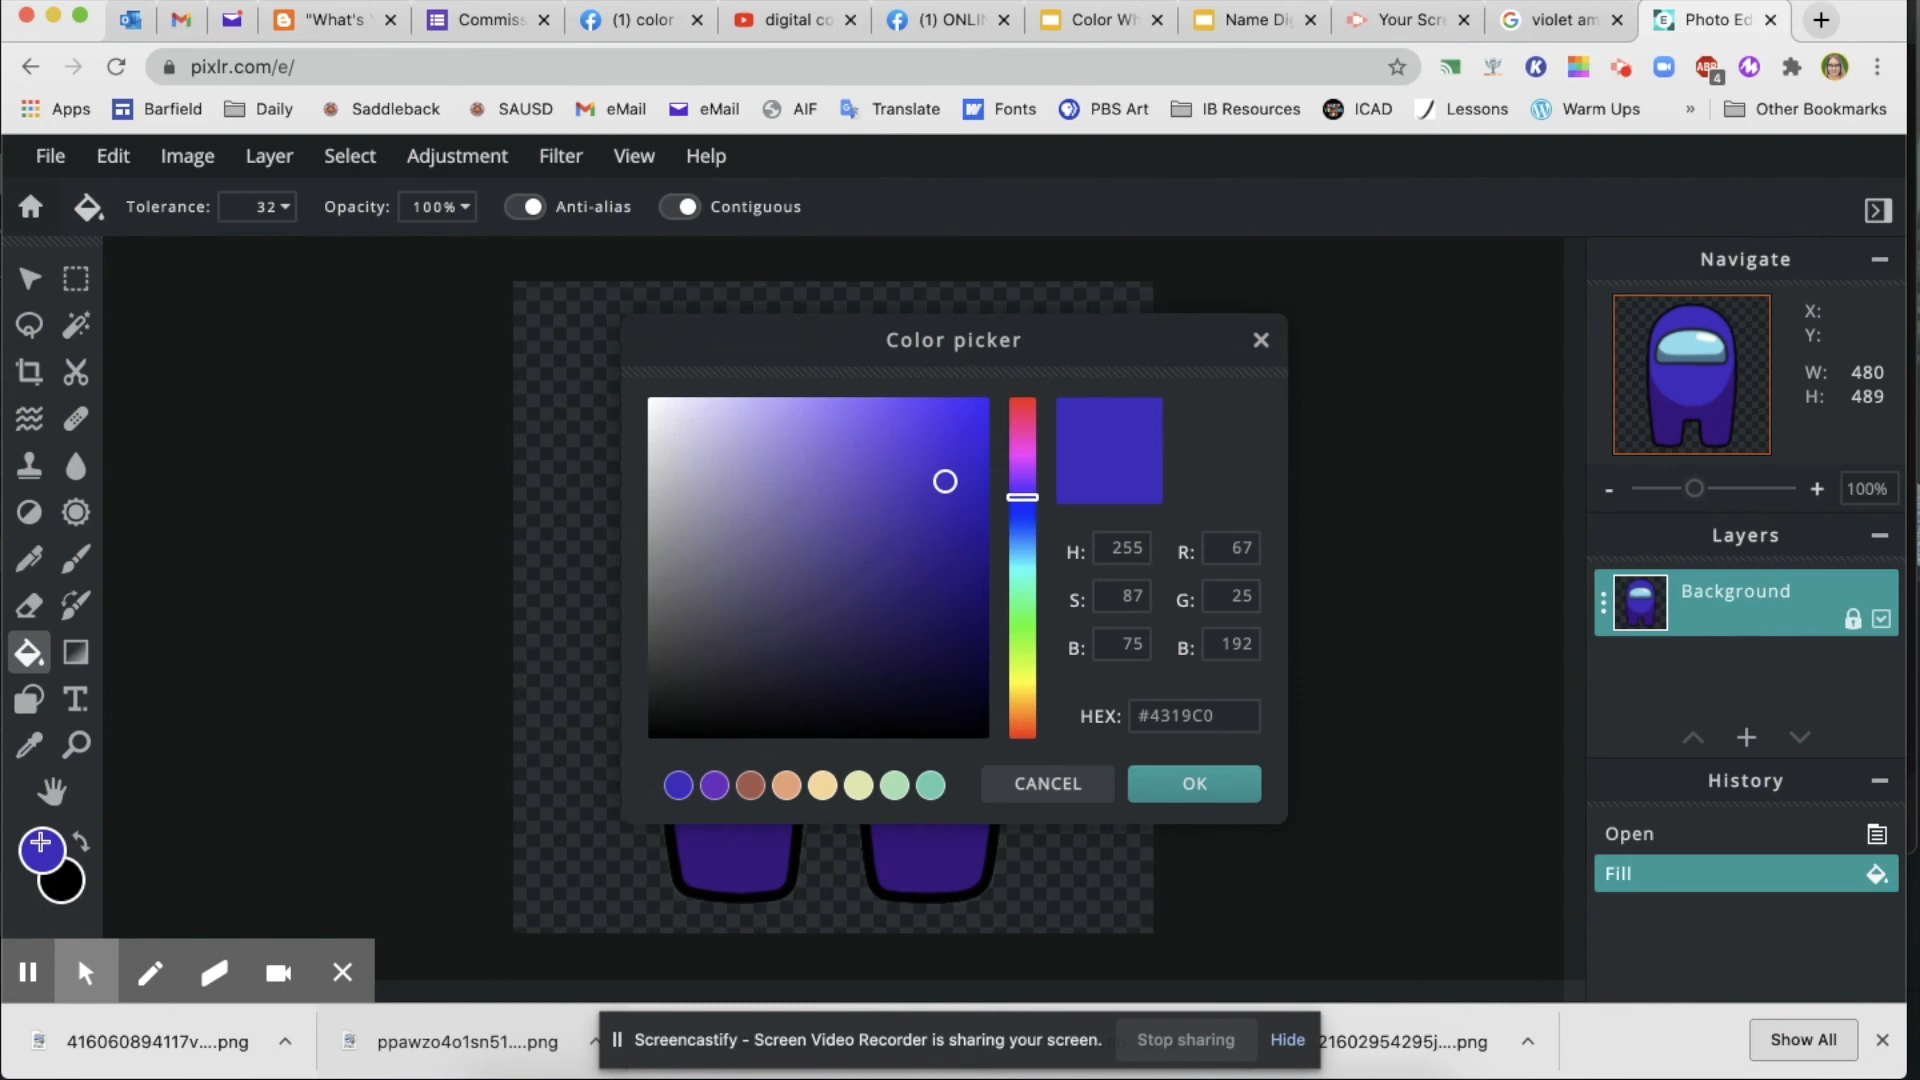 "What's
Commiss
(1) color
digital co
(1) ONLI
Color Wh
Name Di
Your Scre
violet am
Photo Ed
pixlr.com/e/
4
Apps Barfield Daily Saddleback SAUSD eMail eMail AIF Translate Fonts PBS Art IB Resources ICAD Lessons Warm Ups » Other Bookmarks
File Edit Image Layer Select Adjustment Filter View Help
Tolerance: 32 Opacity: 100% Anti-alias Contiguous
Navigate
X:
Y:
W: 480
H: 489
- + 100%
Color picker
H: 255 R: 67
S: 87 G: 25
B: 75 B: 192
HEX: #4319C0
CANCEL OK
Layers
Background
History
Open
Fill
416060894117v....png
ppawzo4o1sn51....png
Screencastify - Screen Video Recorder is sharing your screen. Stop sharing Hide
21602954295j....png
Show All